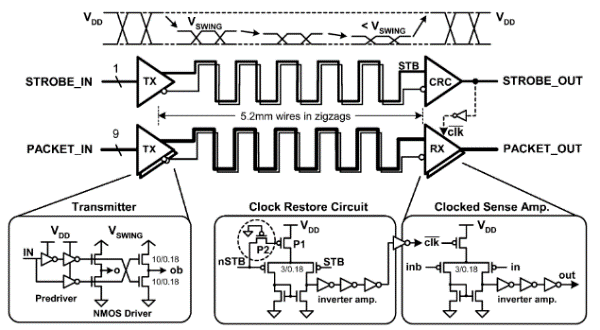 VDD VSWING < VSWING VDD
STROBE_IN 1 TX STB CRC STROBE_OUT
5.2mm wires in zigzags clk
PACKET_IN 9 TX RX PACKET_OUT
Transmitter
VDD VSWING
IN 10/0.18
o ob
10/0.18
Predriver
NMOS Driver
Clock Restore Circuit
VDD
P2 P1
nSTB STB
3/0.18
inverter amp.
Clocked Sense Amp.
VDD
clk
inb 3/0.18 in
out
inverter amp.